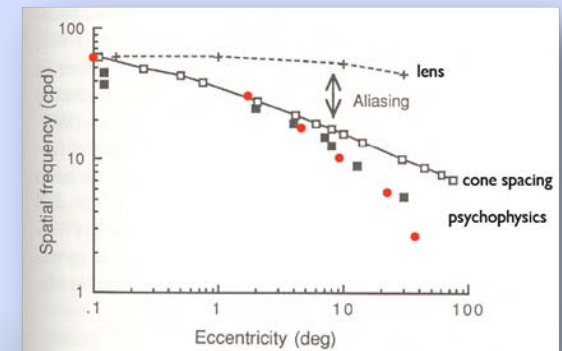 100
lens
Aliasing
Spatial frequency (cpd)
10
cone spacing
psychophysics
1
.1
1
10
100
Eccentricity (deg)